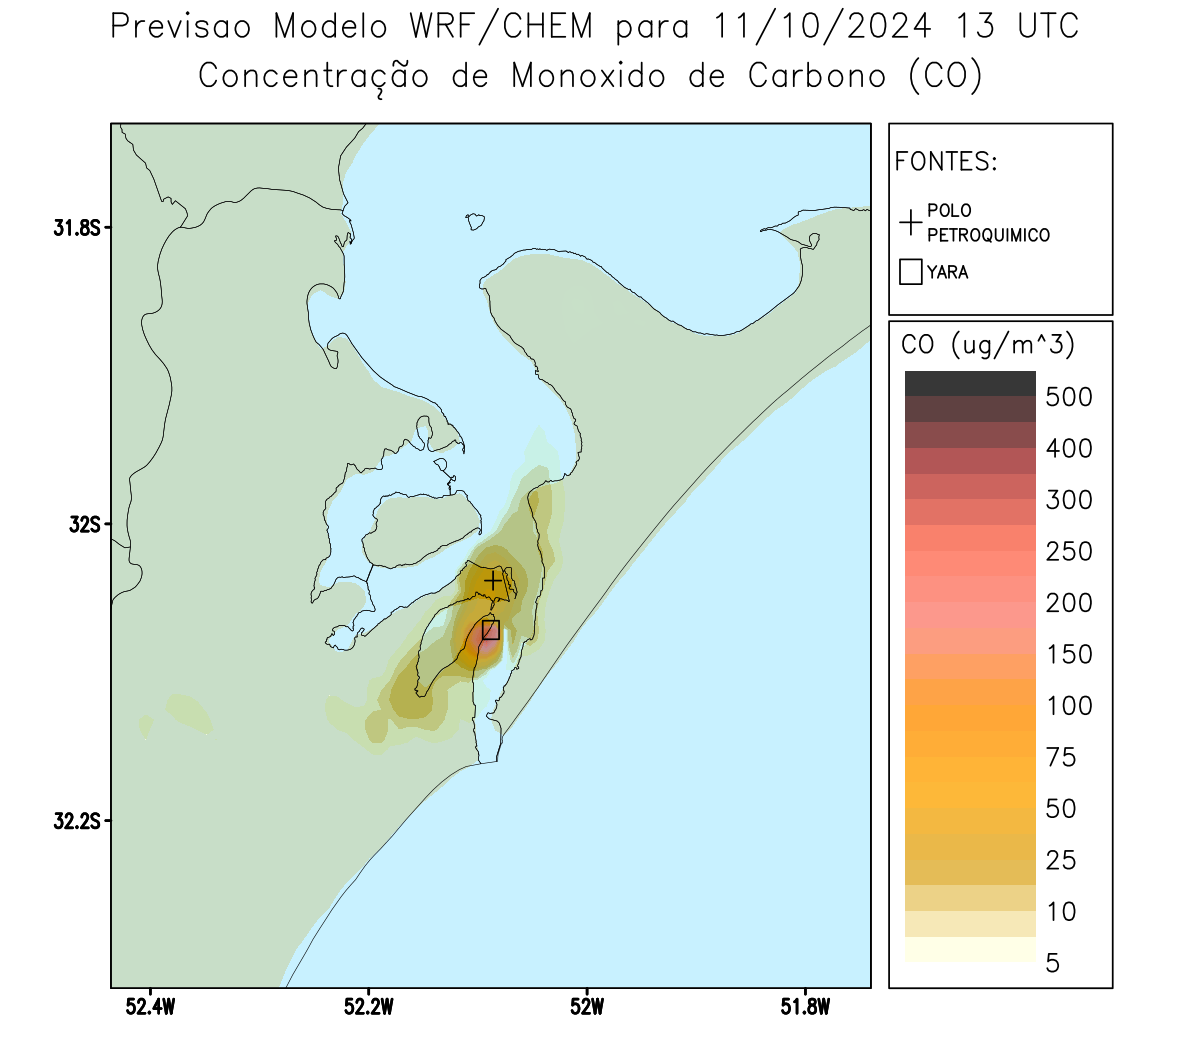 Previsao Modelo WRF/CHEM para 11/10/2024 13 UTC
Concentração de Monoxido de Carbono (CO)
FONTES:
POLO
PETROQUIMICO
YARA
CO (ug/m^3)
500
400
300
250
200
150
100
75
50
25
10
5
31.8S
32S
32.2S
52.4W
52.2W
52W
51.8W